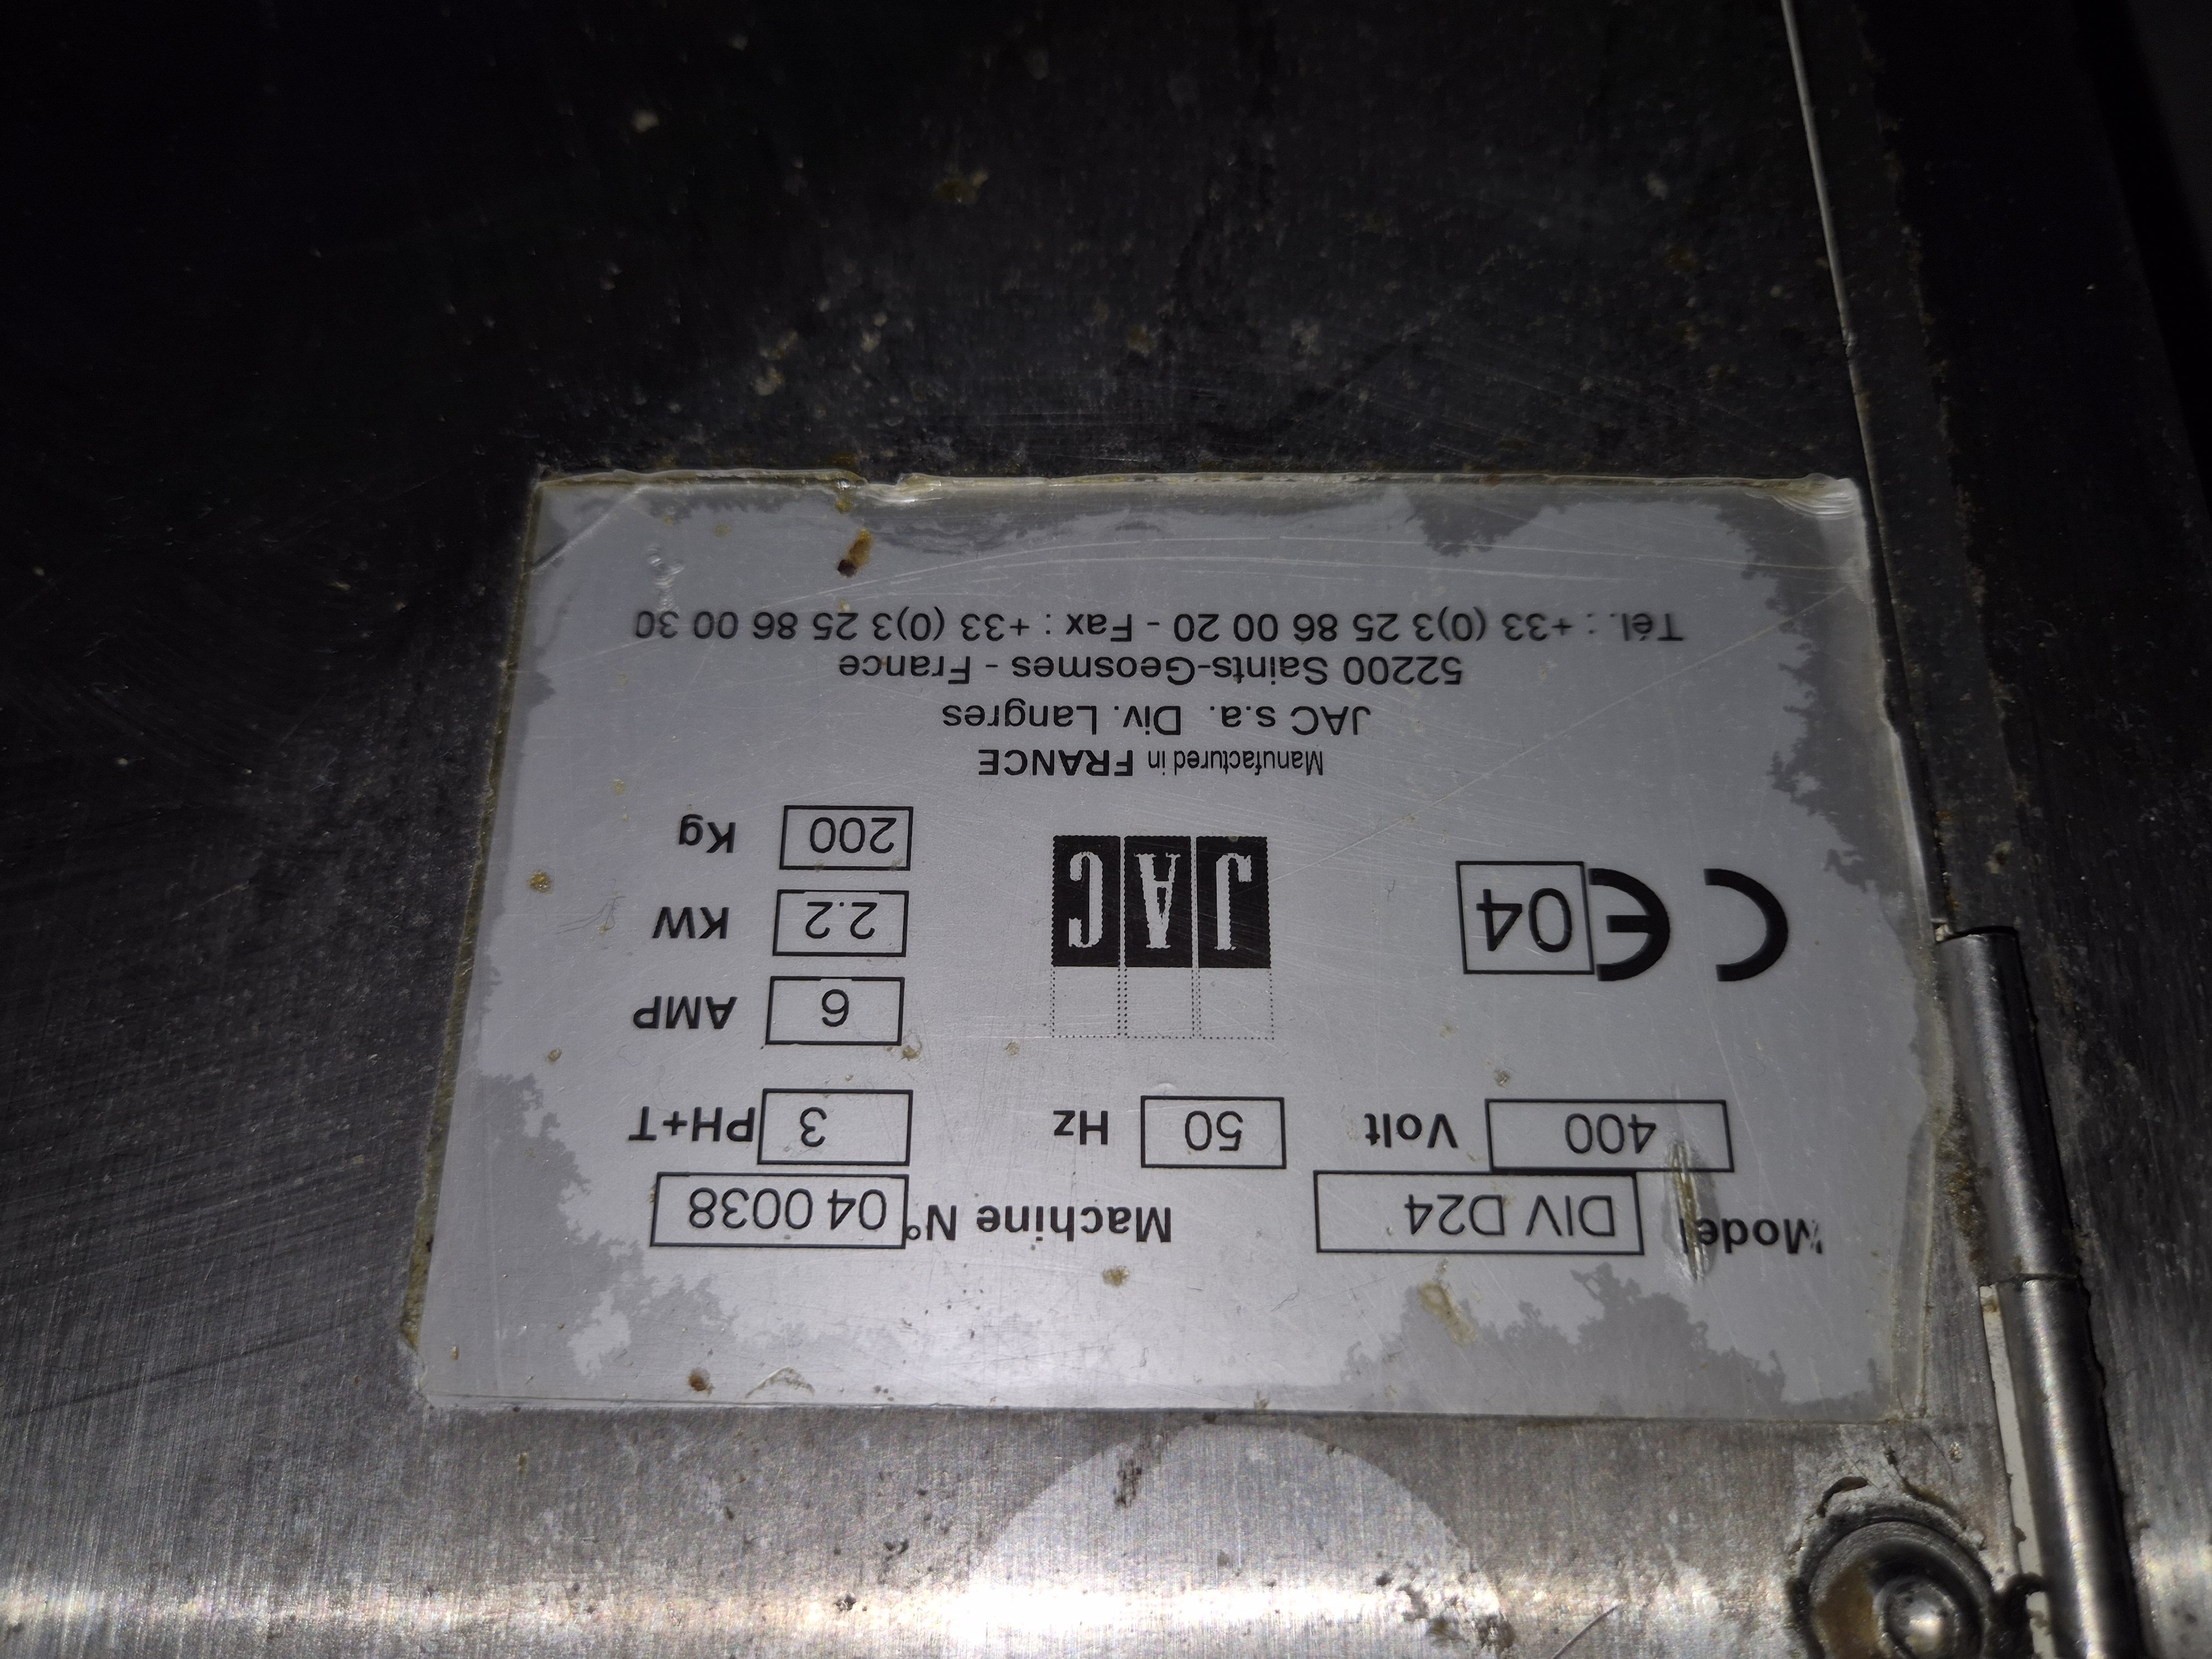 Model DIV D24 Machine N° 04 0038
400 Volt 50 Hz 3 PH+T
6 AMP
CE 04 JAC 2.2 KW
200 Kg
Manufactured in FRANCE
JAC s.a. Div. Langres
52200 Saints-Geosmes - France
Tél. : +33 (0)3 25 86 00 20 - Fax : +33 (0)3 25 86 00 30